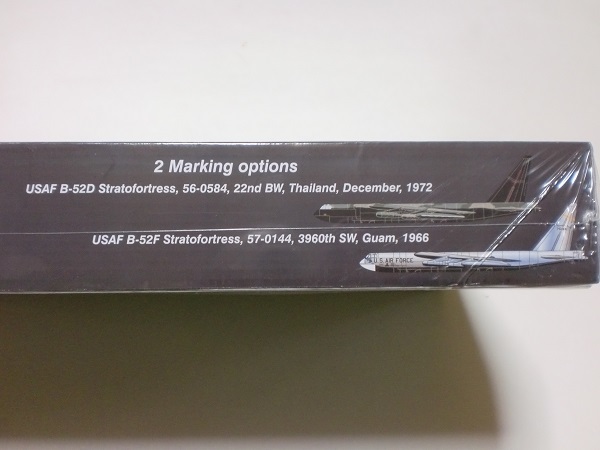 2 Marking options
USAF B-52D Stratofortress, 56-0584, 22nd BW, Thailand, December, 1972
USAF B-52F Stratofortress, 57-0144, 3960th SW, Guam, 1966
U.S. AIR FORCE